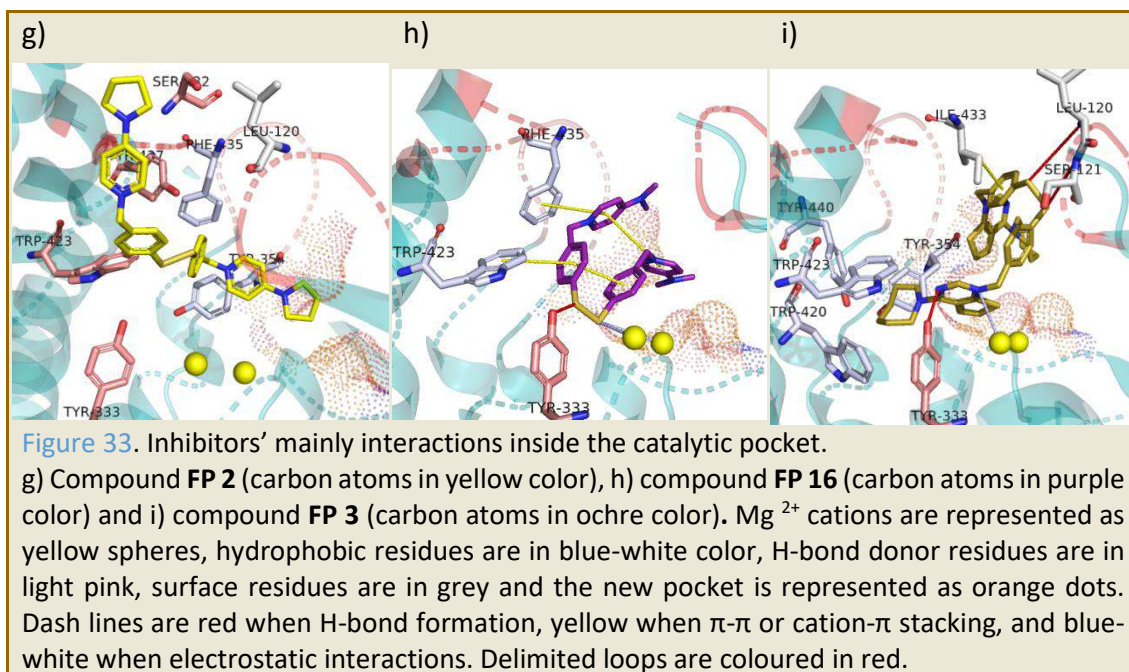 g) h) i)
LEU-120
PHE-435
TRP-423
TYR-333
PHE-435
TRP-423
TYR-333
ILE-433
LEU-120
SER-121
TYR-440
TYR-354
TRP-423
TRP-420
TYR-333
Figure 33. Inhibitors’ mainly interactions inside the catalytic pocket.
g) Compound FP 2 (carbon atoms in yellow color), h) compound FP 16 (carbon atoms in purple
color) and i) compound FP 3 (carbon atoms in ochre color). Mg 2+ cations are represented as
yellow spheres, hydrophobic residues are in blue-white color, H-bond donor residues are in
light pink, surface residues are in grey and the new pocket is represented as orange dots.
Dash lines are red when H-bond formation, yellow when π-π or cation-π stacking, and blue-
white when electrostatic interactions. Delimited loops are coloured in red.